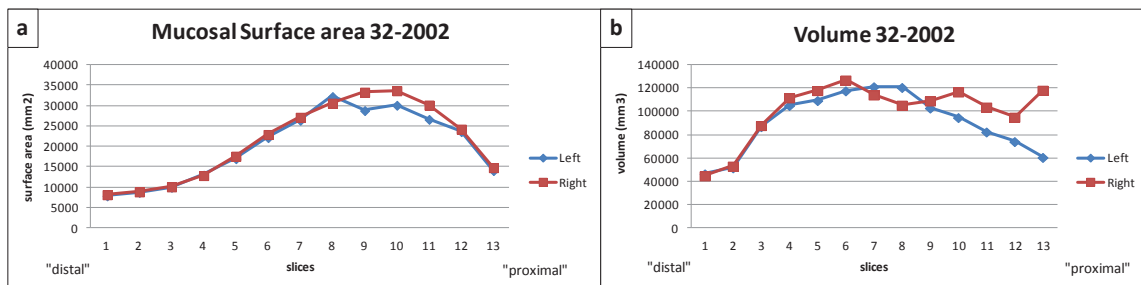 a
Mucosal Surface area 32-2002
surface area (mm2)
35000
40000
30000
25000
20000
15000
10000
5000
0
1 2 3 4 5 6 7 8 9 10 11 12 13
"distal" slices "proximal"
Left
Right
b
Volume 32-2002
volume (mm3)
140000
120000
100000
80000
60000
40000
20000
0
1 2 3 4 5 6 7 8 9 10 11 12 13
"distal" slices "proximal"
Left
Right